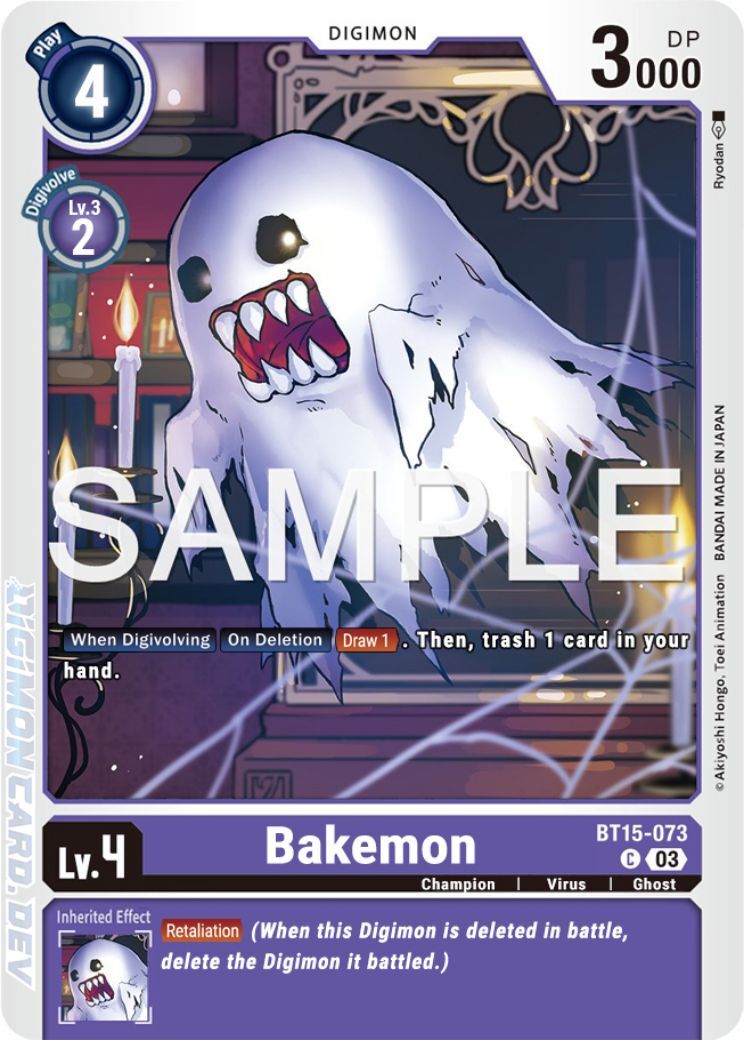 DIGIMON
Play
4
3000
DP
Digivolve
Lv.3
2
Ryodan
SAMPLE
When Digivolving On Deletion Draw 1. Then, trash 1 card in your
hand.
© Akiyoshi Hongo, Toei Animation BANDAI MADE IN JAPAN
DIGIMONCARD.DEV
Lv.4
Bakemon
BT15-073
C 03
Champion | Virus | Ghost
Inherited Effect
Retaliation (When this Digimon is deleted in battle,
delete the Digimon it battled.)